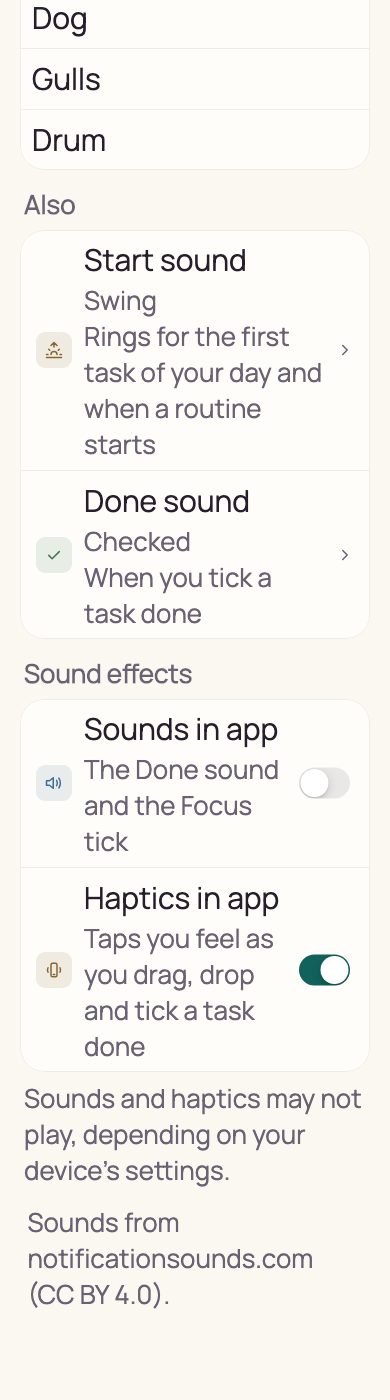 Dog
Gulls
Drum
Also
Start sound
Swing
Rings for the first
task of your day and
when a routine
starts
Done sound
Checked
When you tick a
task done
Sound effects
Sounds in app
The Done sound
and the Focus
tick
Haptics in app
Taps you feel as
you drag, drop
and tick a task
done
Sounds and haptics may not
play, depending on your
device's settings.
Sounds from
notificationsounds.com
(CC BY 4.0).